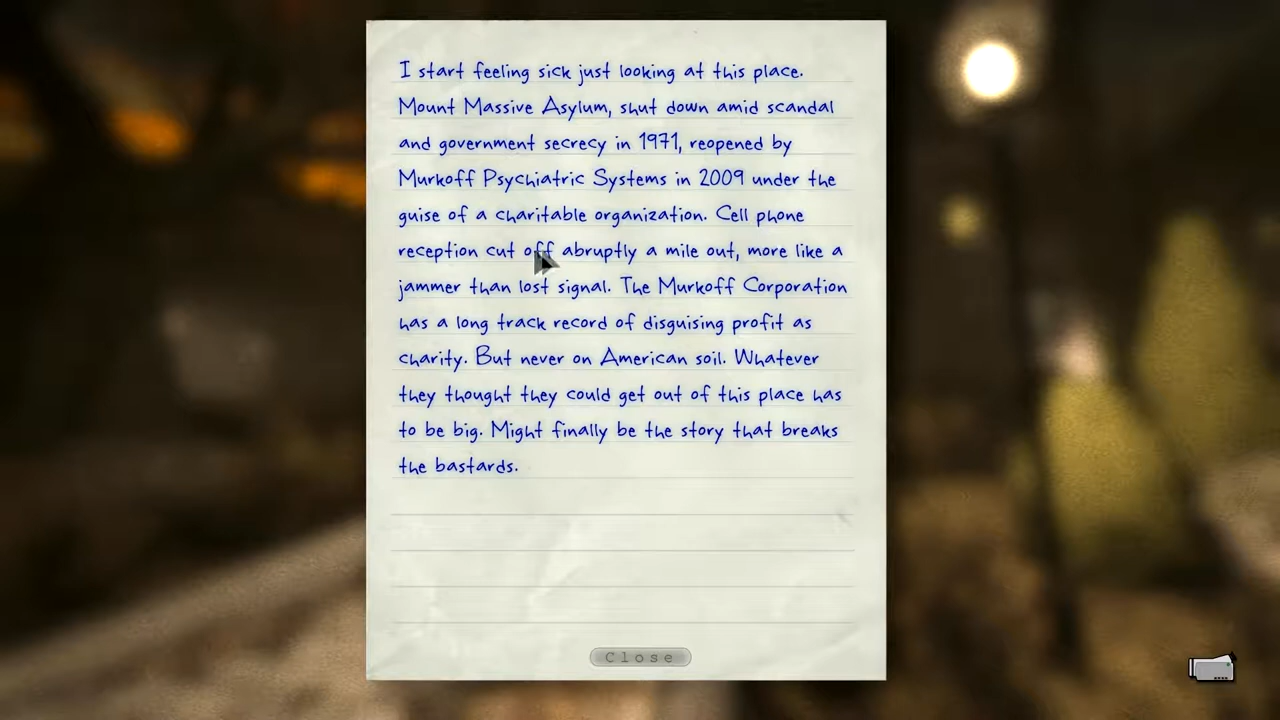 I start feeling sick just looking at this place.
Mount Massive Asylum, shut down amid scandal
and government secrecy in 1971, reopened by
Murkoff Psychiatric Systems in 2009 under the
guise of a charitable organization. Cell phone
reception cut off abruptly a mile out, more like a
jammer than lost signal. The Murkoff Corporation
has a long track record of disguising profit as
charity. But never on American soil. Whatever
they thought they could get out of this place has
to be big. Might finally be the story that breaks
the bastards.
Close